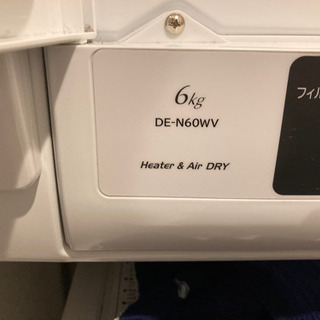 6kg
DE-N60WV
Heater & Air DRY
フィル